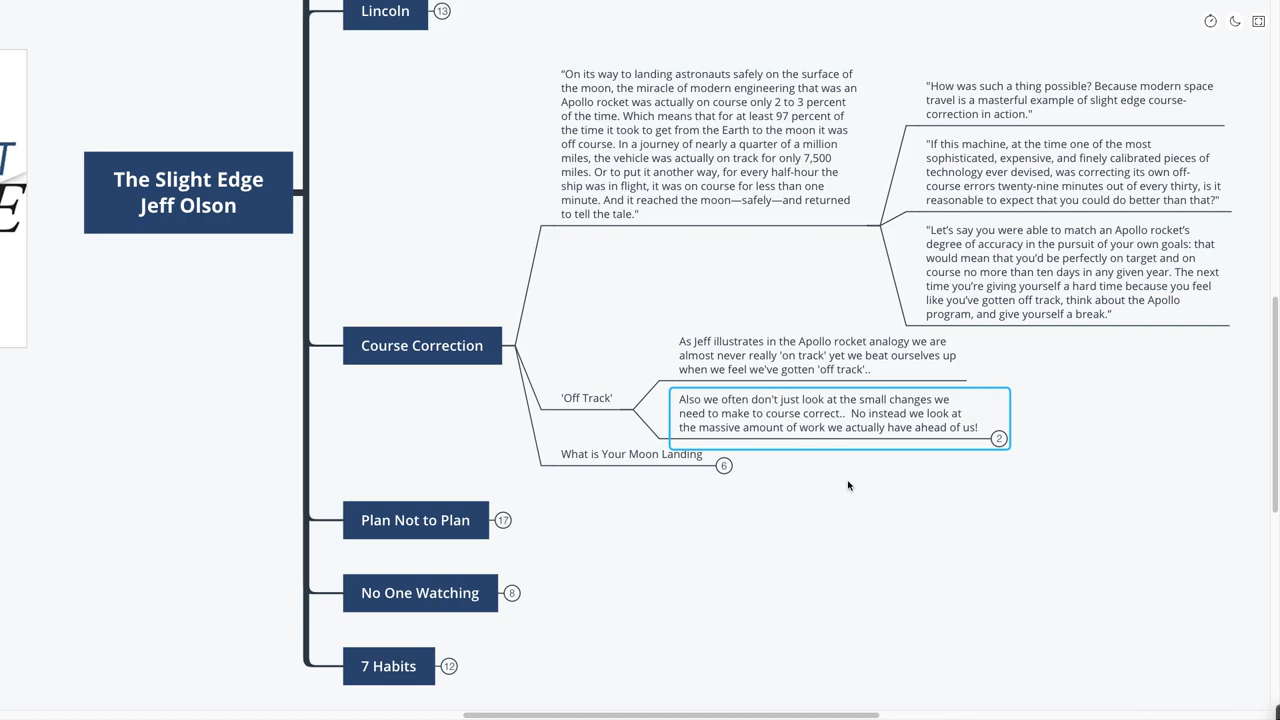 Lincoln
13
T
E
The Slight Edge
Jeff Olson
“On its way to landing astronauts safely on the surface of
the moon, the miracle of modern engineering that was an
Apollo rocket was actually on course only 2 to 3 percent
of the time. Which means that for at least 97 percent of
the time it took to get from the Earth to the moon it was
off course. In a journey of nearly a quarter of a million
miles, the vehicle was actually on track for only 7,500
miles. Or to put it another way, for every half-hour the
ship was in flight, it was on course for less than one
minute. And it reached the moon—safely—and returned
to tell the tale."
"How was such a thing possible? Because modern space
travel is a masterful example of slight edge course-
correction in action."
"If this machine, at the time one of the most
sophisticated, expensive, and finely calibrated pieces of
technology ever devised, was correcting its own off-
course errors twenty-nine minutes out of every thirty, is it
reasonable to expect that you could do better than that?"
"Let’s say you were able to match an Apollo rocket’s
degree of accuracy in the pursuit of your own goals: that
would mean that you’d be perfectly on target and on
course no more than ten days in any given year. The next
time you’re giving yourself a hard time because you feel
like you’ve gotten off track, think about the Apollo
program, and give yourself a break.”
Course Correction
'Off Track'
As Jeff illustrates in the Apollo rocket analogy we are
almost never really 'on track' yet we beat ourselves up
when we feel we've gotten 'off track'..
Also we often don't just look at the small changes we
need to make to course correct..  No instead we look at
the massive amount of work we actually have ahead of us!
2
What is Your Moon Landing
6
Plan Not to Plan
17
No One Watching
8
7 Habits
12